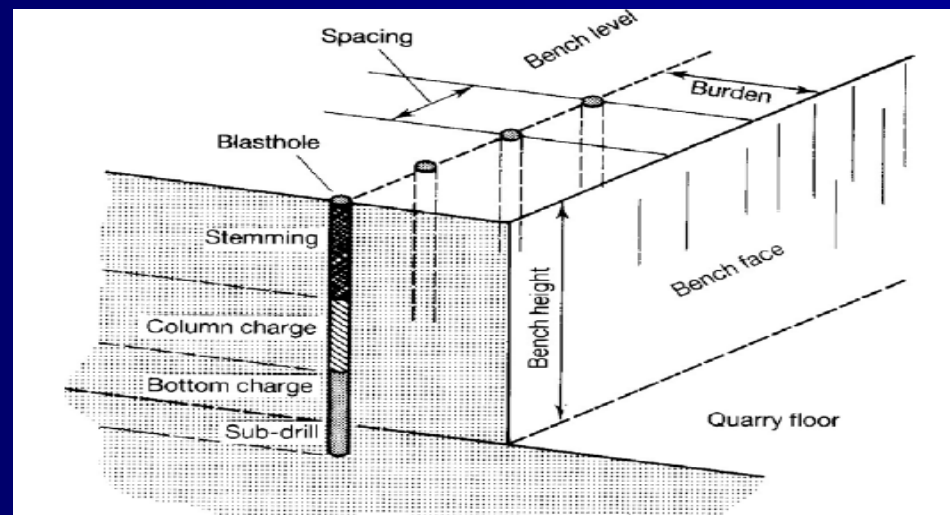 Spacing
Bench level
Burden
Blasthole
Stemming
Bench face
Bench height
Column charge
Bottom charge
Sub-drill
Quarry floor